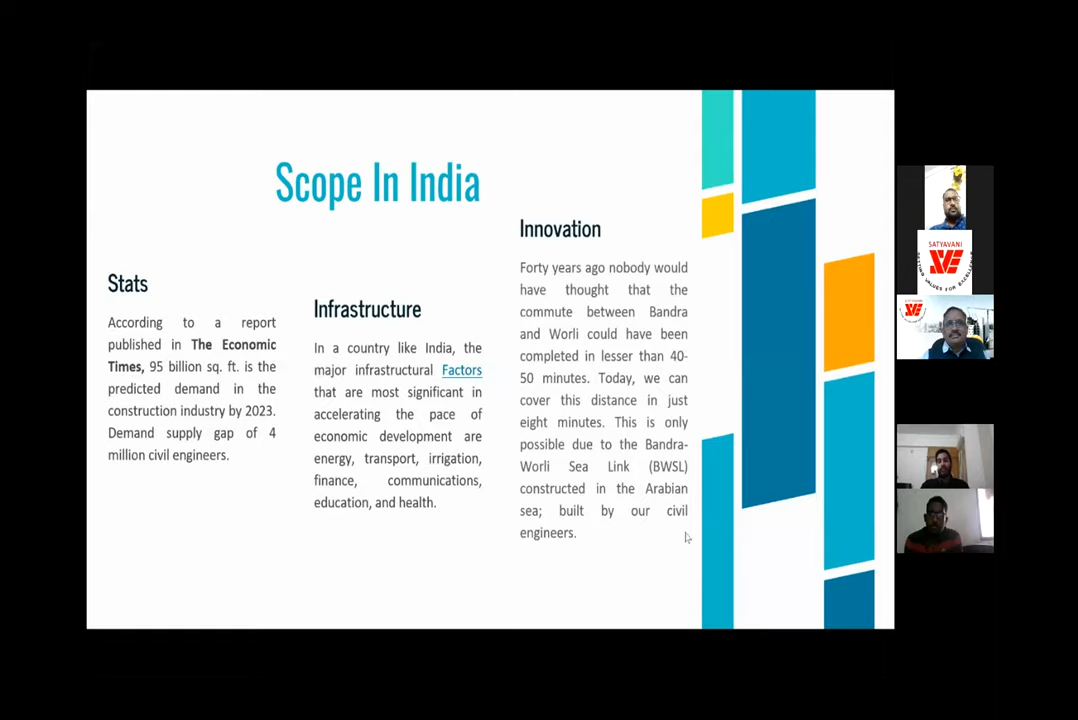 Scope In India
Stats
According to a report
published in The Economic
Times, 95 billion sq. ft. is the
predicted demand in the
construction industry by 2023.
Demand supply gap of 4
million civil engineers.
Infrastructure
In a country like India, the
major infrastructural Factors
that are most significant in
accelerating the pace of
economic development are
energy, transport, irrigation,
finance, communications,
education, and health.
Innovation
Forty years ago nobody would
have thought that the
commute between Bandra
and Worli could have been
completed in lesser than 40-
50 minutes. Today, we can
cover this distance in just
eight minutes. This is only
possible due to the Bandra-
Worli Sea Link (BWSL)
constructed in the Arabian
sea; built by our civil
engineers.
SATYAVANI
VALUES FOR EXCELLENCE